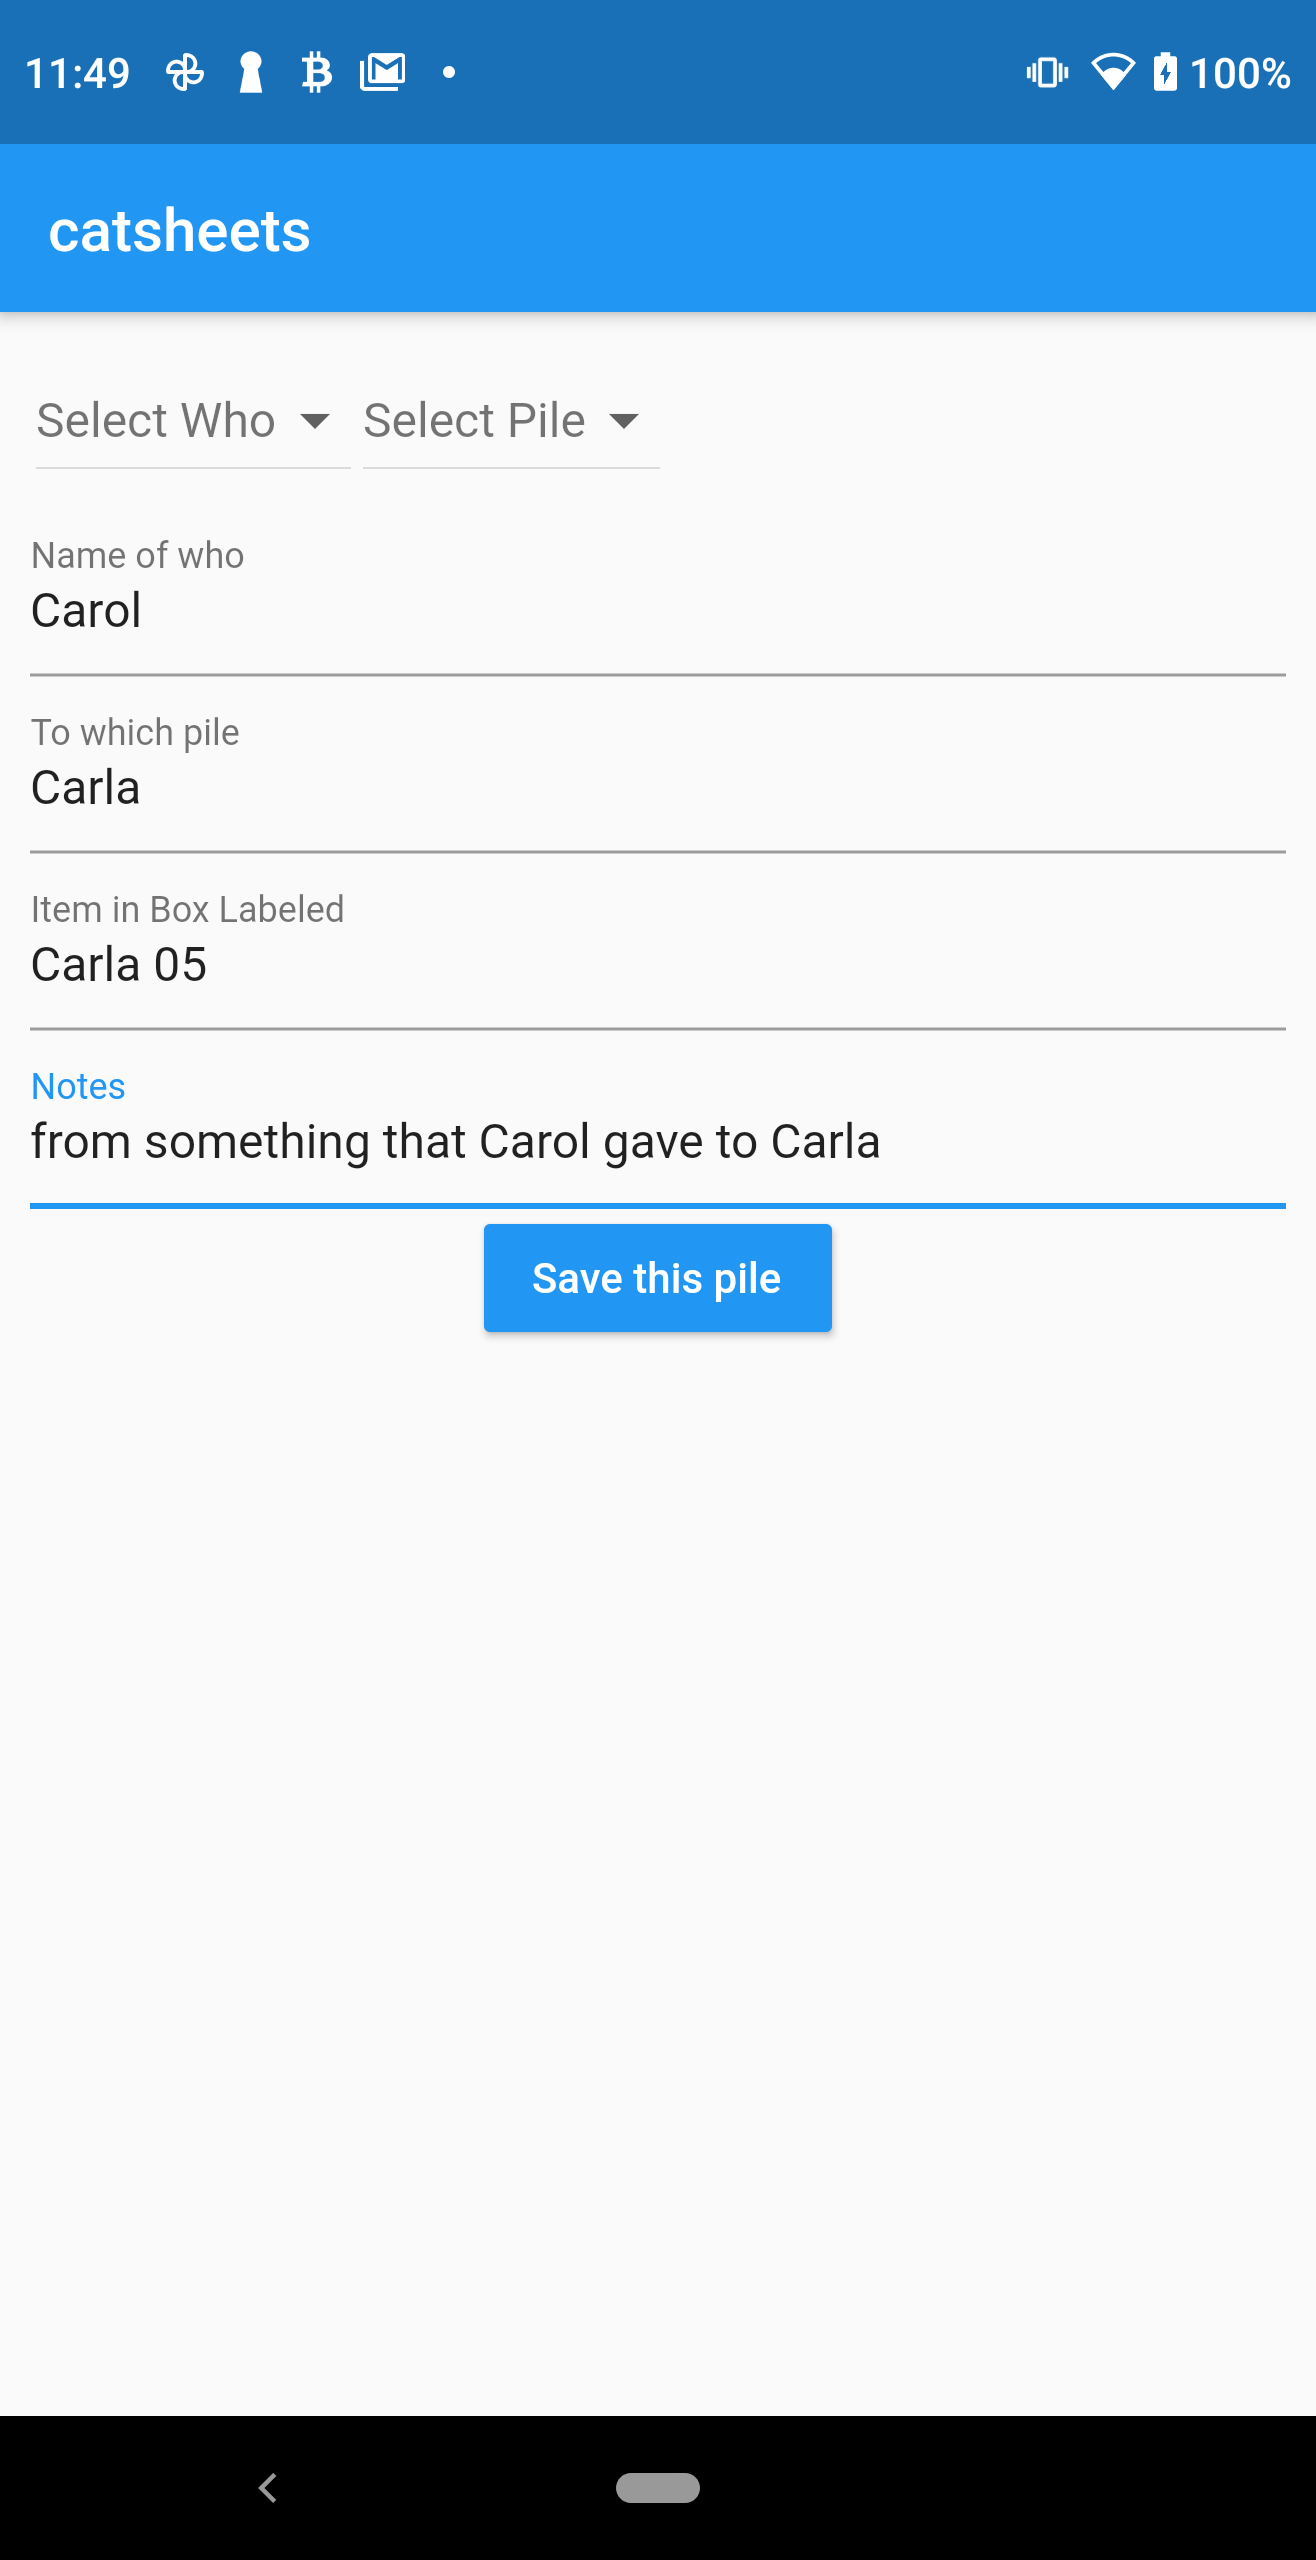 11:49 100%
catsheets
Select Who Select Pile
Name of who
Carol
To which pile
Carla
Item in Box Labeled
Carla 05
Notes
from something that Carol gave to Carla
Save this pile